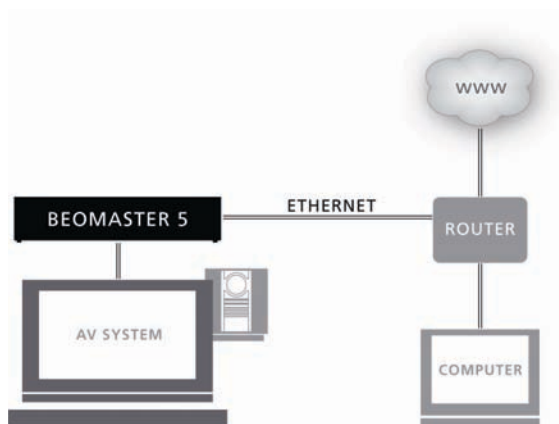 WWW
BEOMASTER 5
ETHERNET
ROUTER
AV SYSTEM
COMPUTER